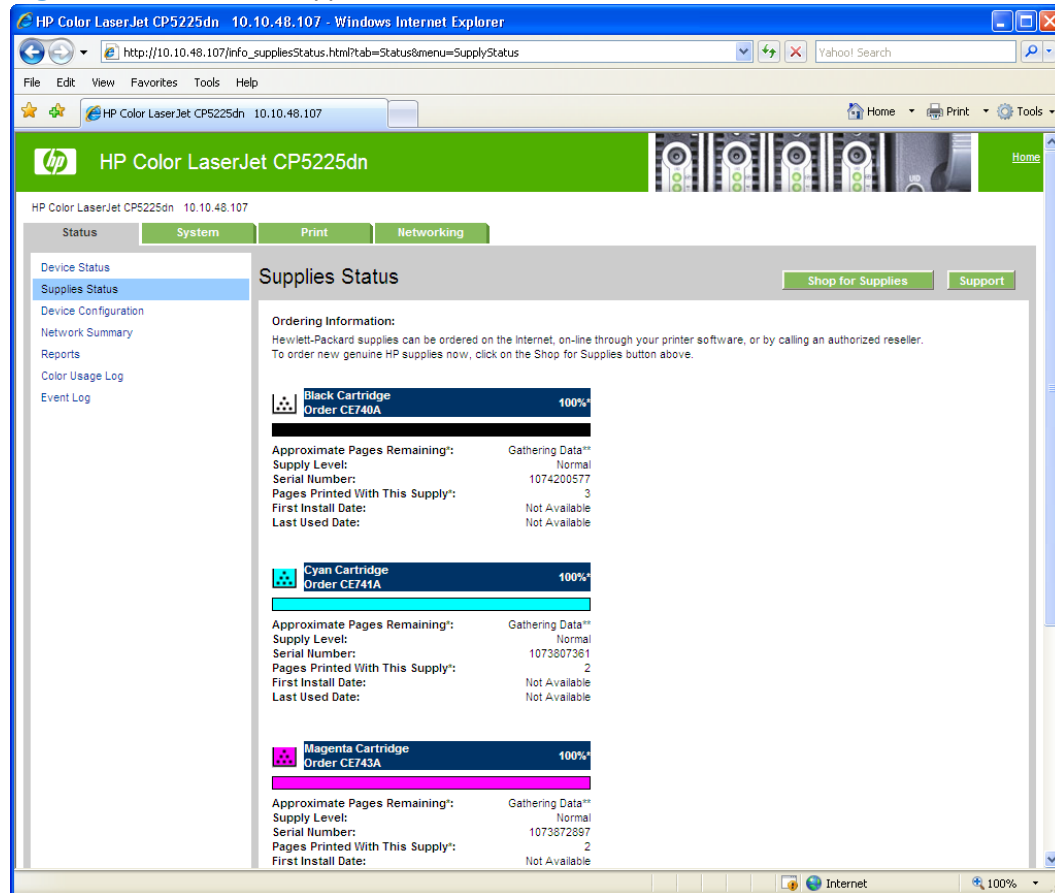 HP Color LaserJet CP5225dn 10.10.48.107 - Windows Internet Explorer
http://10.10.48.107/info_suppliesStatus.html?tab=Status&menu=SupplyStatus
Yahoo! Search
File Edit View Favorites Tools Help
HP Color LaserJet CP5225dn 10.10.48.107
Home Print Tools
hp HP Color LaserJet CP5225dn
Home
HP Color LaserJet CP5225dn 10.10.48.107
Status System Print Networking
Device Status
Supplies Status
Device Configuration
Network Summary
Reports
Color Usage Log
Event Log
Supplies Status
Shop for Supplies Support
Ordering Information:
Hewlett-Packard supplies can be ordered on the Internet, on-line through your printer software, or by calling an authorized reseller.
To order new genuine HP supplies now, click on the Shop for Supplies button above.
Black Cartridge
Order CE740A 100%*
Approximate Pages Remaining*: Gathering Data**
Supply Level: Normal
Serial Number: 1074200577
Pages Printed With This Supply*: 3
First Install Date: Not Available
Last Used Date: Not Available
Cyan Cartridge
Order CE741A 100%*
Approximate Pages Remaining*: Gathering Data**
Supply Level: Normal
Serial Number: 1073807361
Pages Printed With This Supply*: 2
First Install Date: Not Available
Last Used Date: Not Available
Magenta Cartridge
Order CE743A 100%*
Approximate Pages Remaining*: Gathering Data**
Supply Level: Normal
Serial Number: 1073872897
Pages Printed With This Supply*: 2
First Install Date: Not Available
Internet 100%